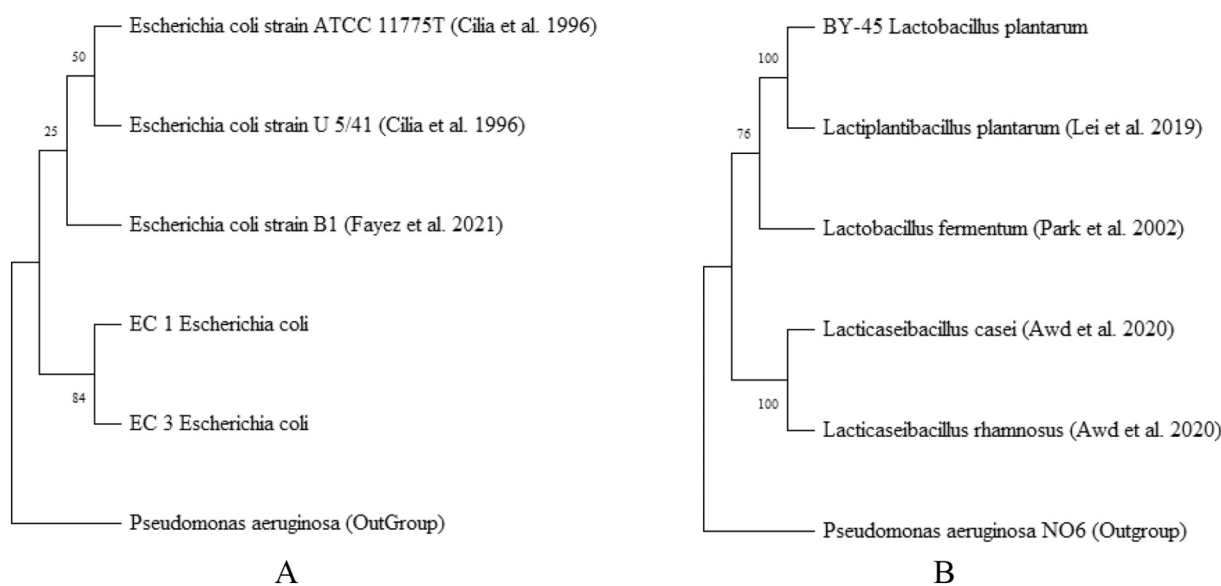 Escherichia coli strain ATCC 11775T (Cilia et al. 1996)
50
Escherichia coli strain U 5/41 (Cilia et al. 1996)
25
Escherichia coli strain B1 (Fayez et al. 2021)
EC 1 Escherichia coli
84
EC 3 Escherichia coli
Pseudomonas aeruginosa (OutGroup)
A
BY-45 Lactobacillus plantarum
100
Lactiplantibacillus plantarum (Lei et al. 2019)
76
Lactobacillus fermentum (Park et al. 2002)
Lacticaseibacillus casei (Awd et al. 2020)
100
Lacticaseibacillus rhamnosus (Awd et al. 2020)
Pseudomonas aeruginosa NO6 (Outgroup)
B